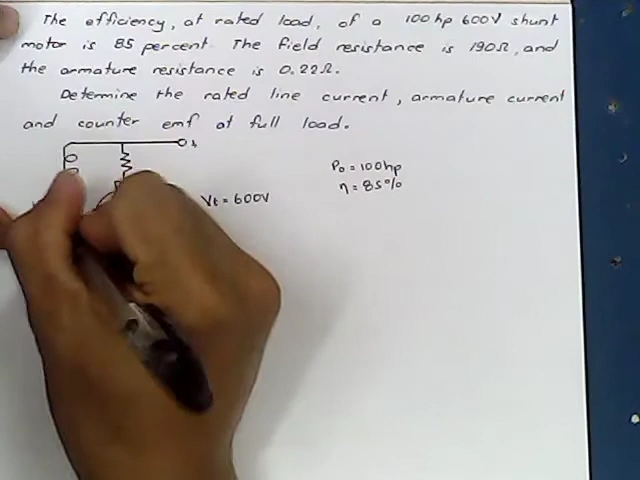 The efficiency, at rated load, of a 100hp 600V shunt
motor is 85 percent. The field resistance is 190Ω, and
the armature resistance is 0.22Ω.
Determine the rated line current, armature current
and counter emf at full load.
+
Po = 100hp
η = 85%
Vt = 600V